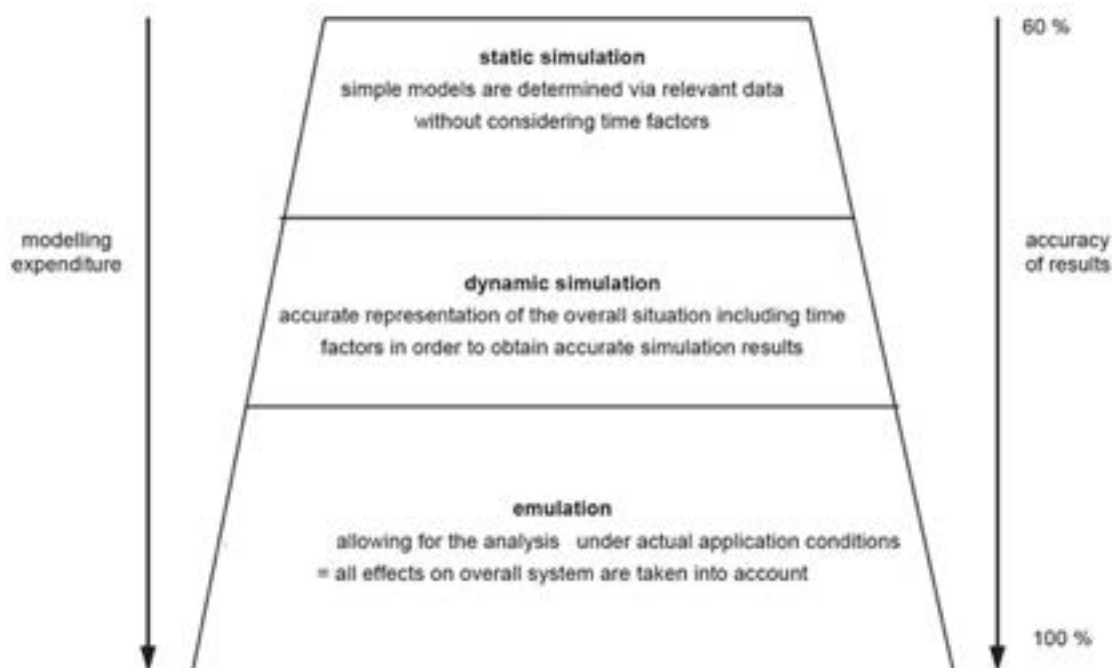 60 %
static simulation
simple models are determined via relevant data
without considering time factors
modelling
expenditure
accuracy
of results
dynamic simulation
accurate representation of the overall situation including time
factors in order to obtain accurate simulation results
emulation
allowing for the analysis under actual application conditions
= all effects on overall system are taken into account
100 %